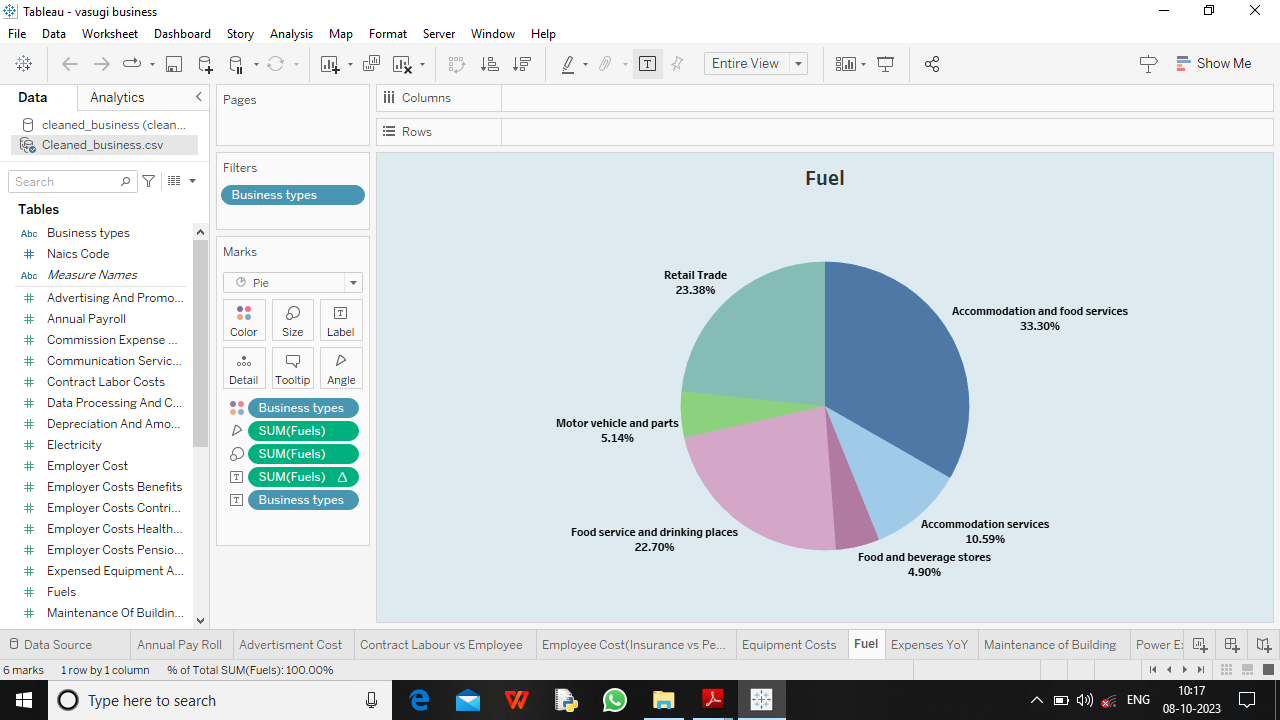 Tableau - vasugi business
File Data Worksheet Dashboard Story Analysis Map Format Server Window Help
Entire View
Show Me
Data Analytics
cleaned_business (clean...
Cleaned_business.csv
Search
Tables
Abc Business types
# Naics Code
Abc Measure Names
# Advertising And Promo...
# Annual Payroll
# Commission Expense ...
# Communication Servic...
# Contract Labor Costs
# Data Processing And C...
# Depreciation And Amo...
# Electricity
# Employer Cost
# Employer Costs Benefits
# Employer Costs Contri...
# Employer Costs Health...
# Employer Costs Pensio...
# Expensed Equipment A...
# Fuels
# Maintenance Of Buildin...
Pages
Filters
Business types
Marks
Pie
Color Size Label
Detail Tooltip Angle
Business types
SUM(Fuels)
SUM(Fuels)
SUM(Fuels) Δ
Business types
Columns
Rows
Fuel
Retail Trade
23.38%
Accommodation and food services
33.30%
Motor vehicle and parts
5.14%
Food service and drinking places
22.70%
Accommodation services
10.59%
Food and beverage stores
4.90%
Data Source Annual Pay Roll Advertisment Cost Contract Labour vs Employee Employee Cost(Insurance vs Pe... Equipment Costs Fuel Expenses YoY Maintenance of Building Power Ex
6 marks 1 row by 1 column % of Total SUM(Fuels): 100.00%
Type here to search
ENG
10:17
08-10-2023